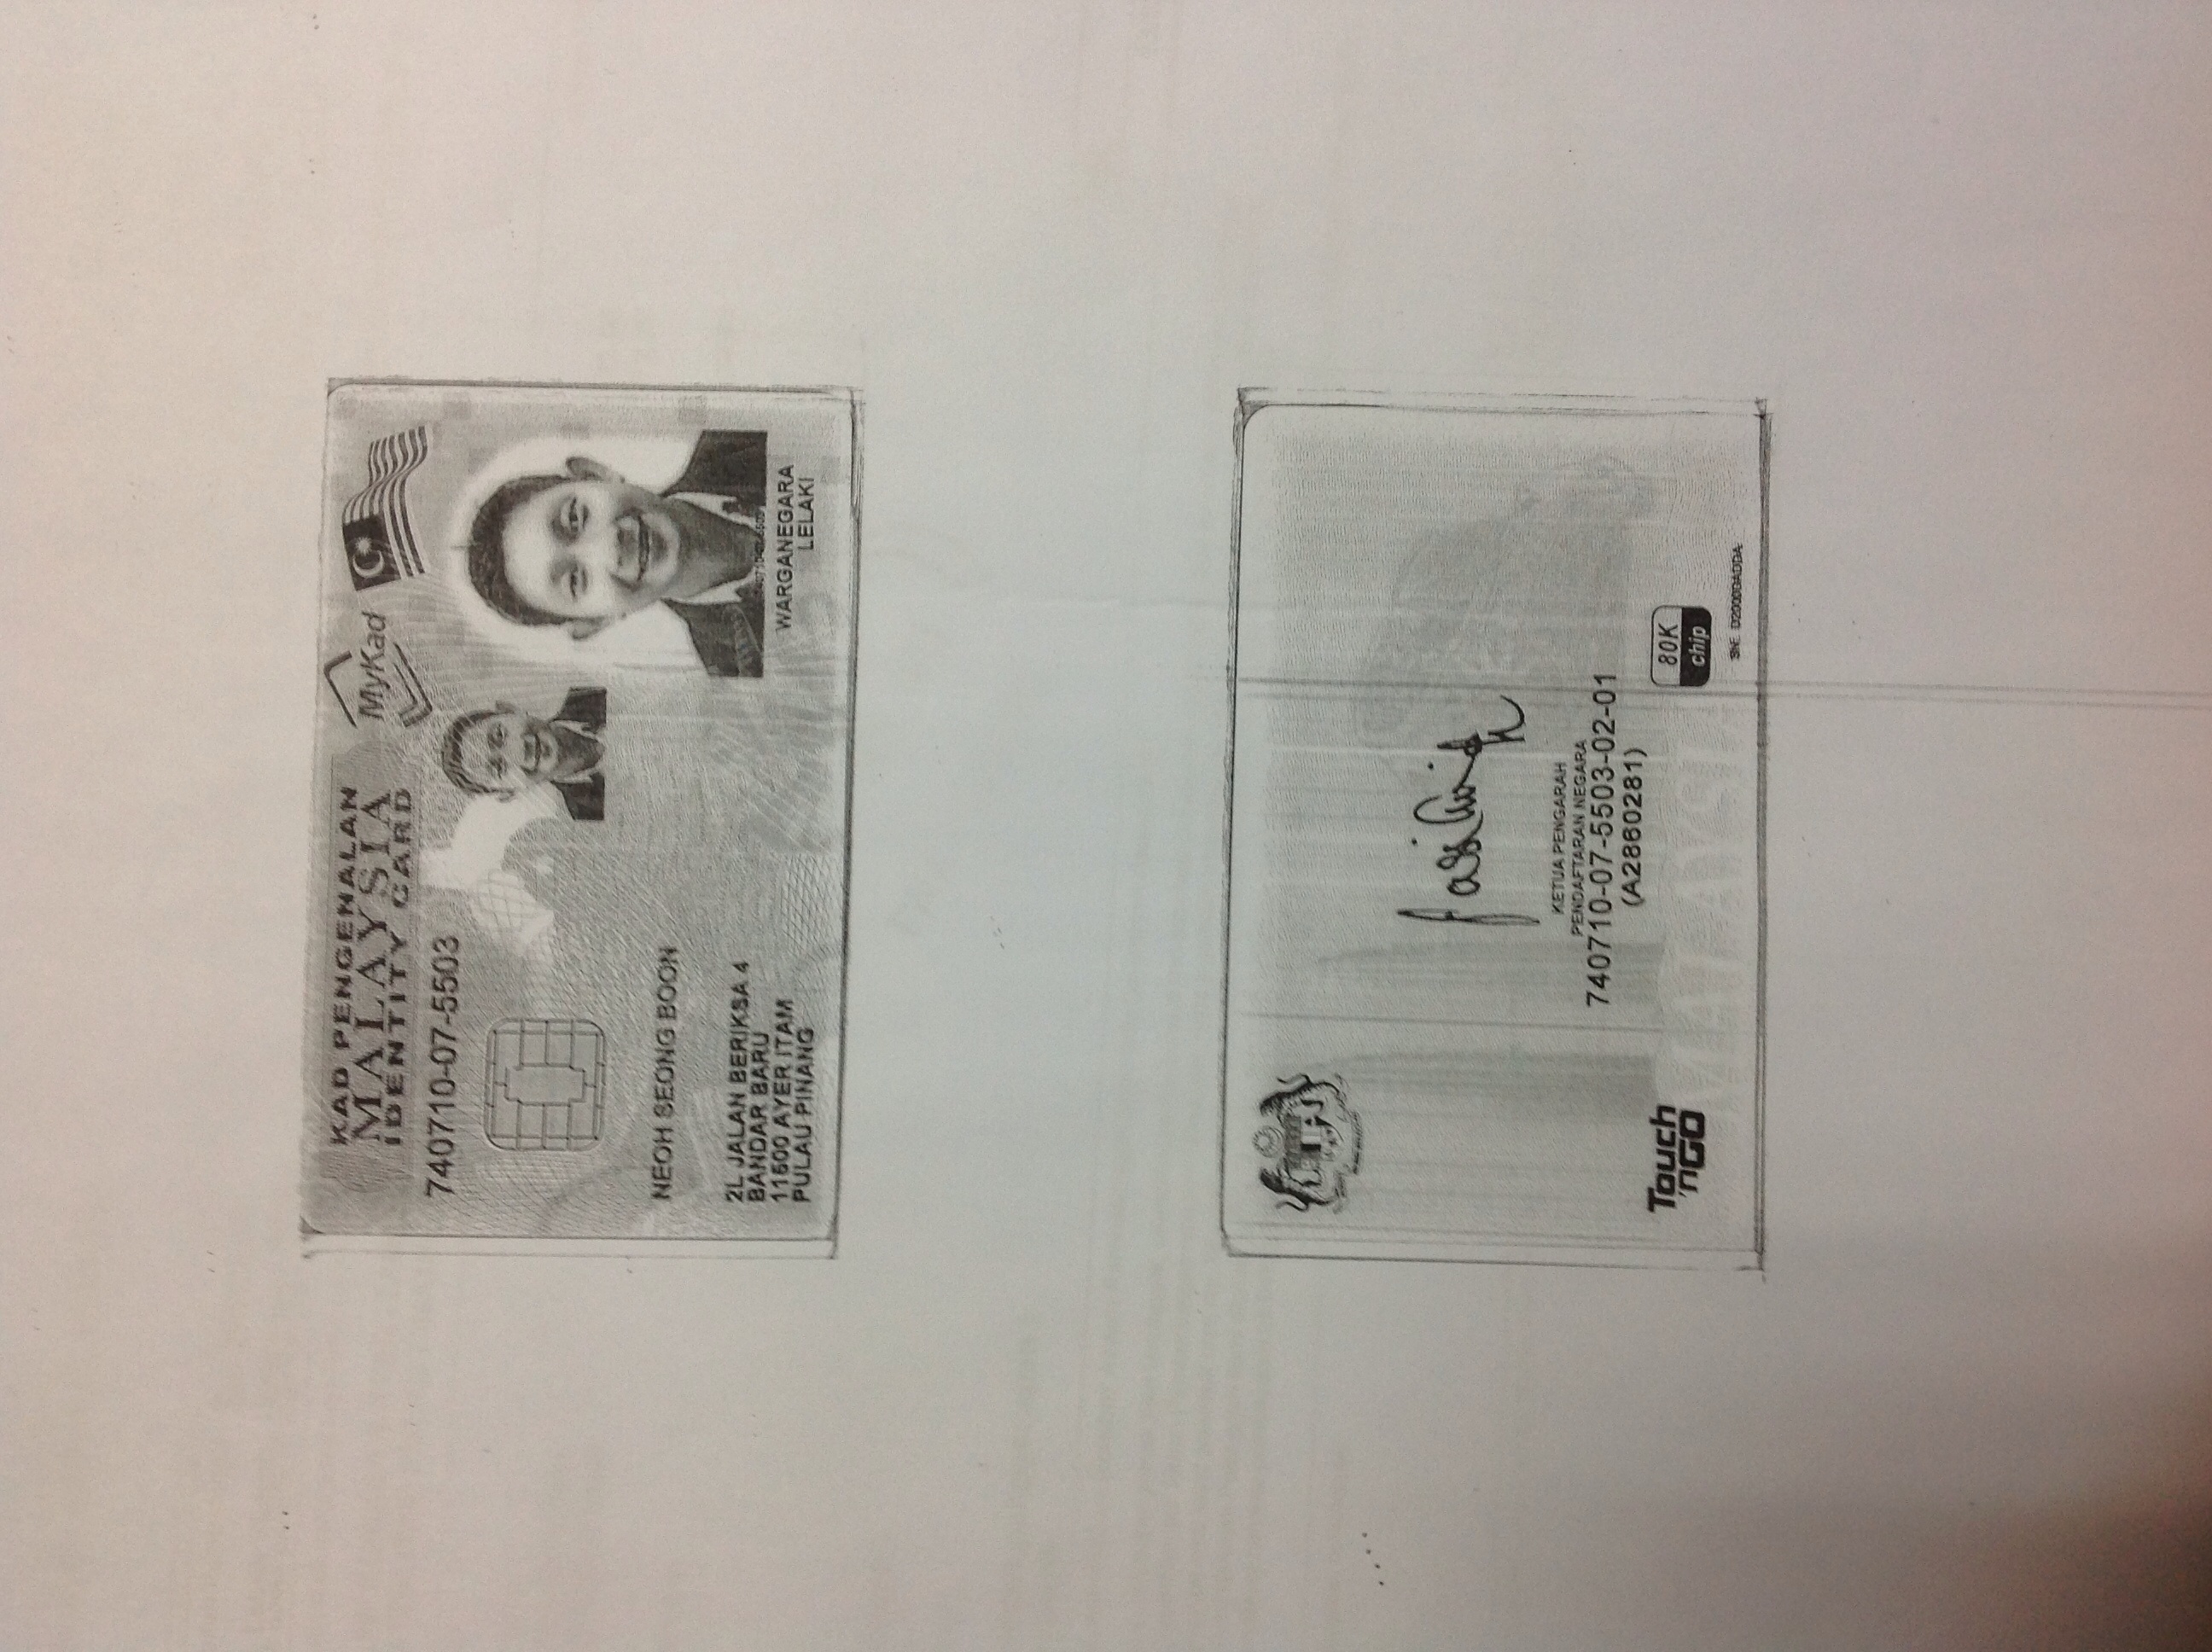 KAD PENGENALAN
MALAYSIA
IDENTITY CARD
MyKad
740710-07-5503
NEOH SEONG BOON
2L JALAN BERIKSA 4
BANDAR BARU
11500 AYER ITAM
PULAU PINANG
WARGANEGARA
LELAKI
KETUA PENGARAH
PENDAFTARAN NEGARA
740710-07-5503-02-01
(A2860281)
Touch
'nGO
80K
chip